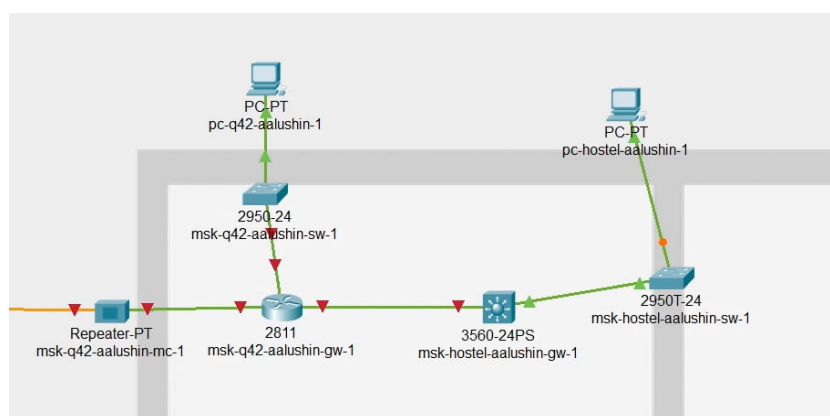 PC-PT
pc-q42-aalushin-1
PC-PT
pc-hostel-aalushin-1
2950-24
msk-q42-aalushin-sw-1
2950T-24
msk-hostel-aalushin-sw-1
Repeater-PT
msk-q42-aalushin-mc-1
2811
msk-q42-aalushin-gw-1
3560-24PS
msk-hostel-aalushin-gw-1